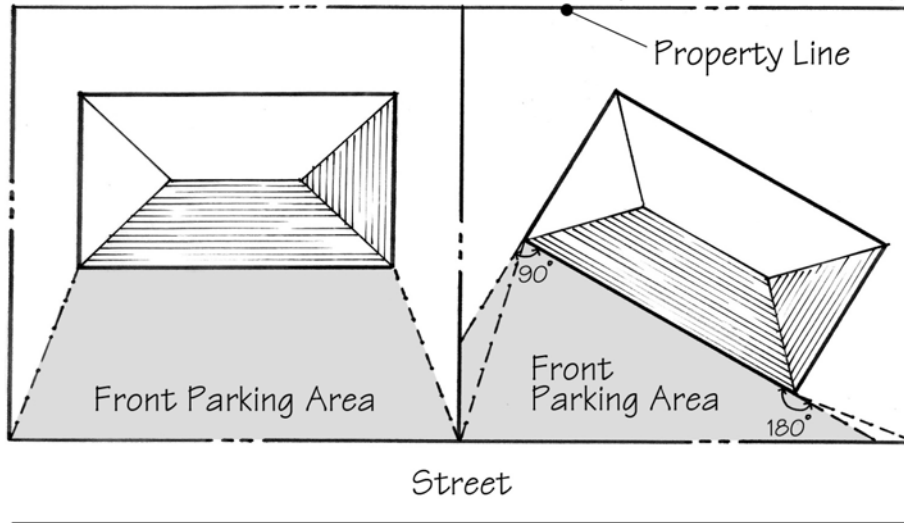 Property Line
90°
Front Parking Area
Front
Parking Area
180°
Street